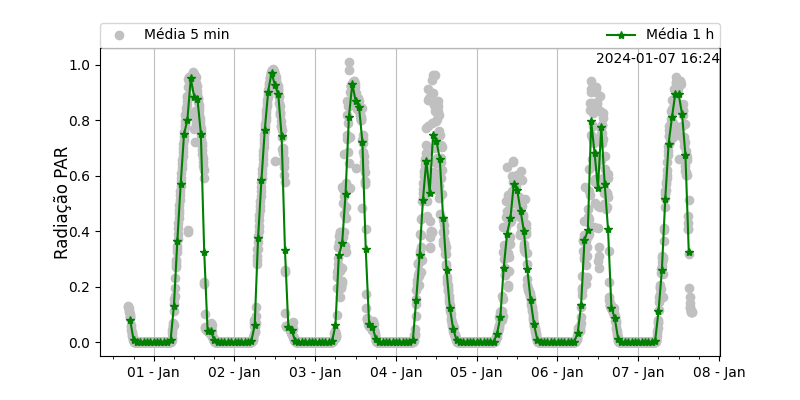 Média 5 min
Média 1 h
2024-01-07 16:24
Radiação PAR
1.0
0.8
0.6
0.4
0.2
0.0
01 - Jan
02 - Jan
03 - Jan
04 - Jan
05 - Jan
06 - Jan
07 - Jan
08 - Jan